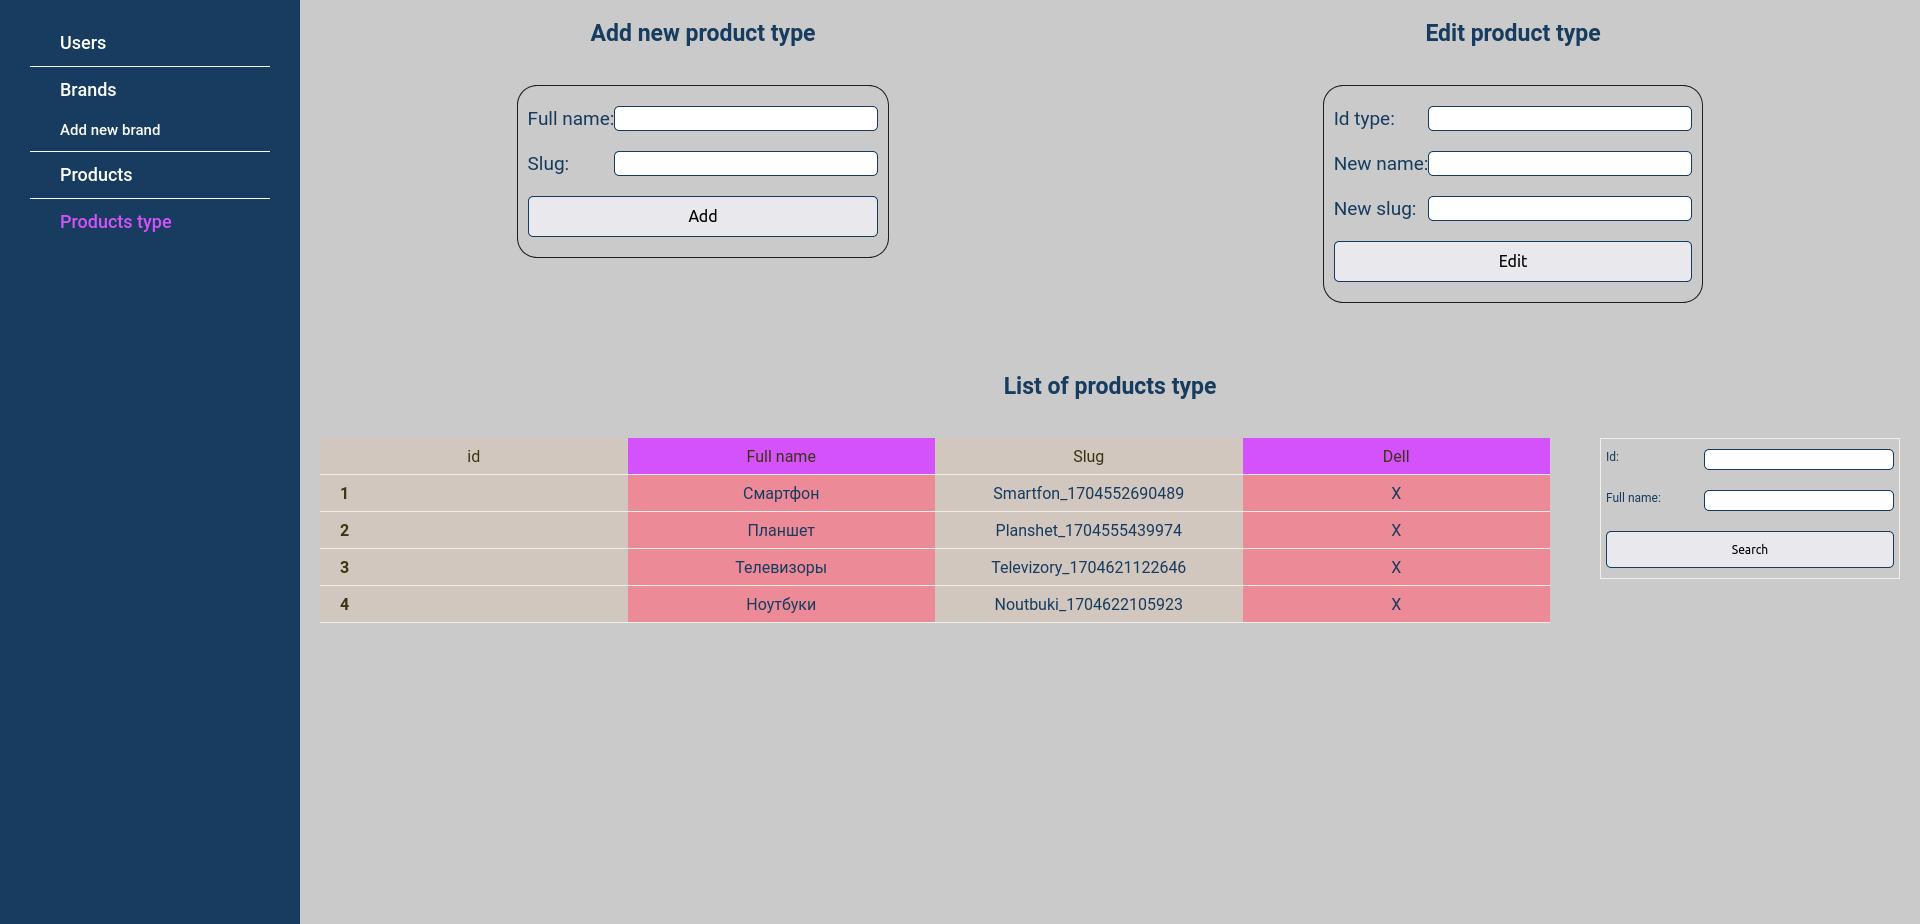 Users
Brands
Add new brand
Products
Products type
Add new product type
Full name:
Slug:
Add
Edit product type
Id type:
New name:
New slug:
Edit
List of products type
id Full name Slug Dell
1 Смартфон Smartfon_1704552690489 X
2 Планшет Planshet_1704555439974 X
3 Телевизоры Televizory_1704621122646 X
4 Ноутбуки Noutbuki_1704622105923 X
Id:
Full name:
Search